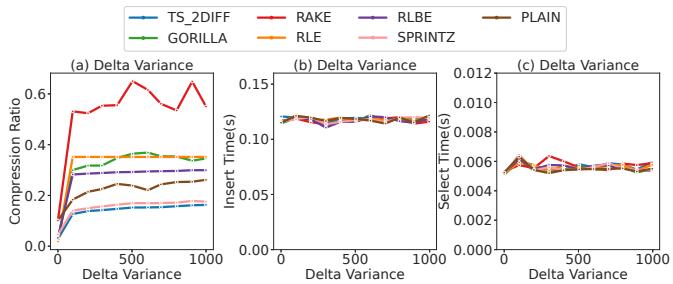 TS_2DIFF RAKE RLBE PLAIN
GORILLA RLE SPRINTZ
(a) Delta Variance (b) Delta Variance (c) Delta Variance
Compression Ratio
0.6
0.4
0.2
0.0
0 500 1000
Delta Variance
Insert Time(s)
0.15
0.10
0.05
0.00
0 500 1000
Delta Variance
Select Time(s)
0.012
0.010
0.008
0.006
0.004
0.002
0.000
0 500 1000
Delta Variance